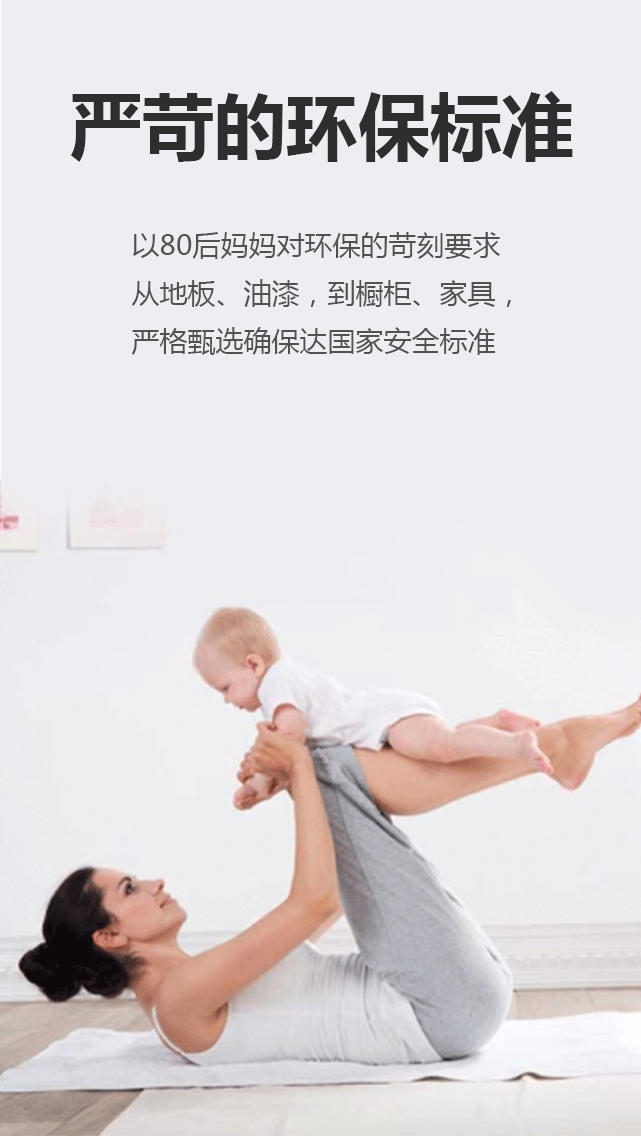 严苛的环保标准
以80后妈妈对环保的苛刻要求
从地板、油漆，到橱柜、家具，
严格甄选确保达国家安全标准